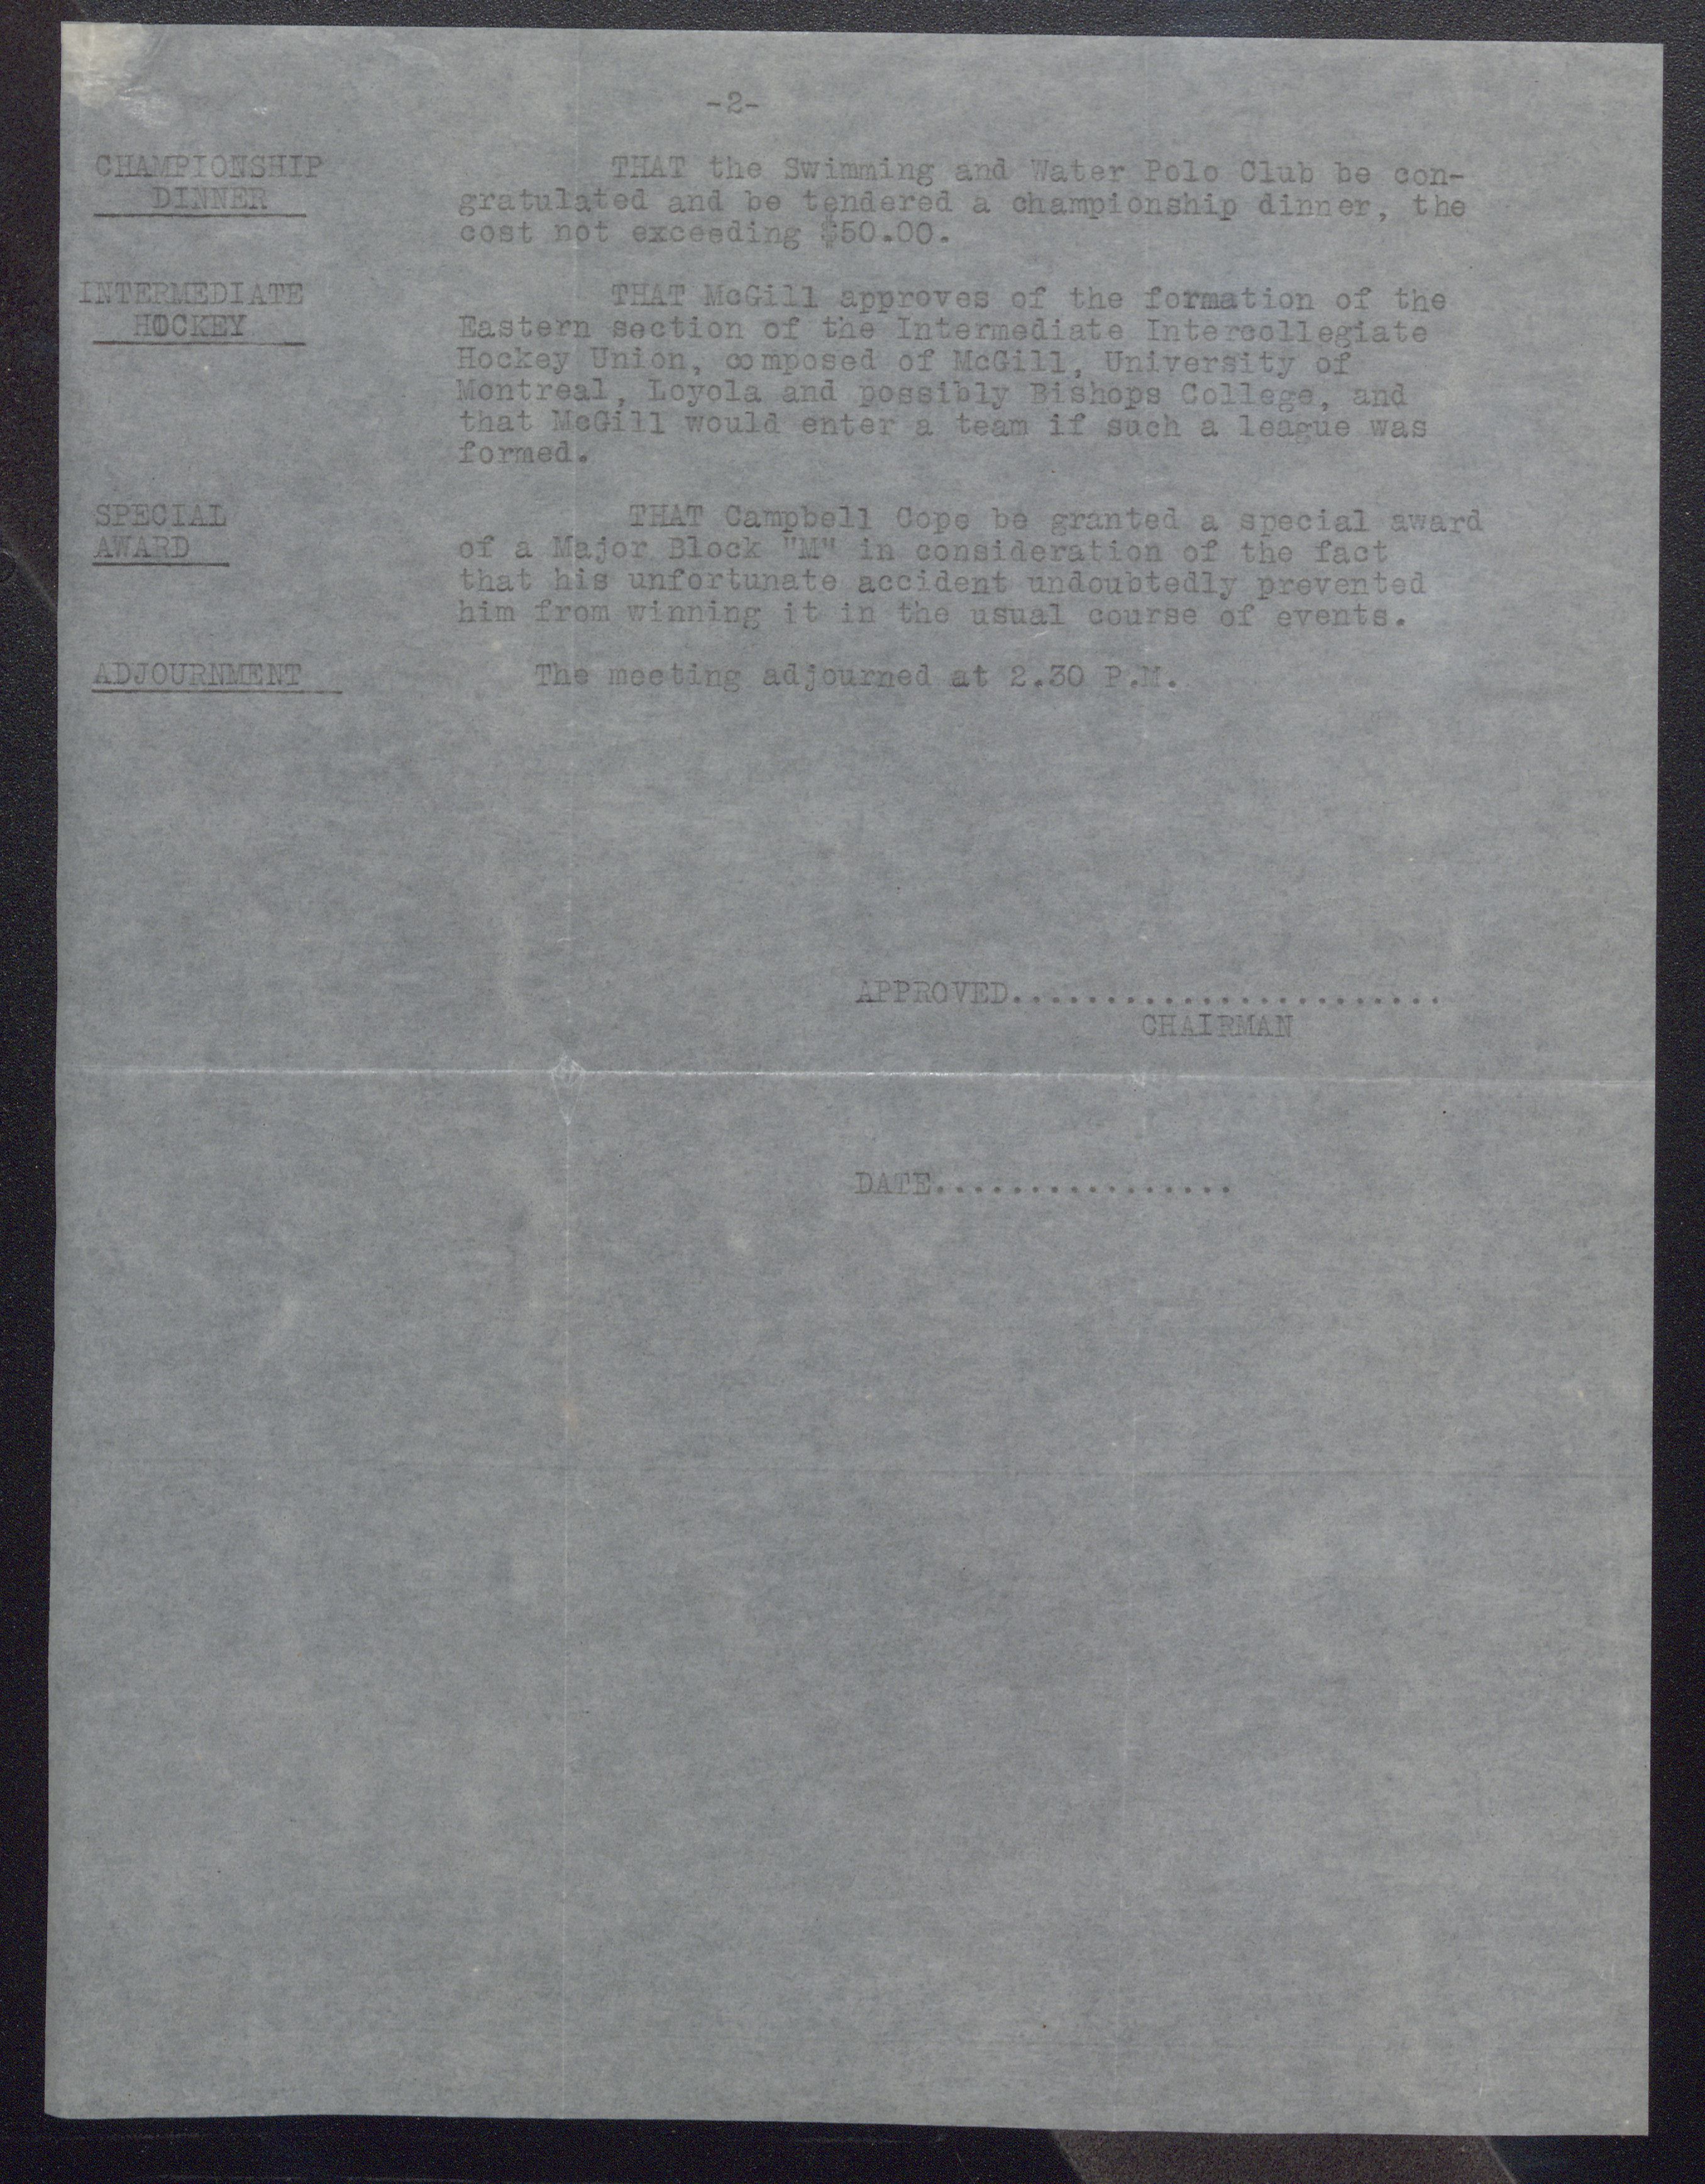 -2-
CHAMPIONSHIP
DINNER
THAT the Swimming and Water Polo Club be con-
gratulated and be tendered a championship dinner, the
cost not exceeding $50.00.
INTERMEDIATE
HOCKEY
THAT McGill approves of the formation of the
Eastern section of the Intermediate Intercollegiate
Hockey Union, composed of McGill, University of
Montreal, Loyola and possibly Bishops College, and
that McGill would enter a team if such a league was
formed.
SPECIAL
AWARD
THAT Campbell Cope be granted a special award
of a Major Block "M" in consideration of the fact
that his unfortunate accident undoubtedly prevented
him from winning it in the usual course of events.
ADJOURNMENT
The meeting adjourned at 2.30 P.M.
APPROVED............................
CHAIRMAN
DATE...................